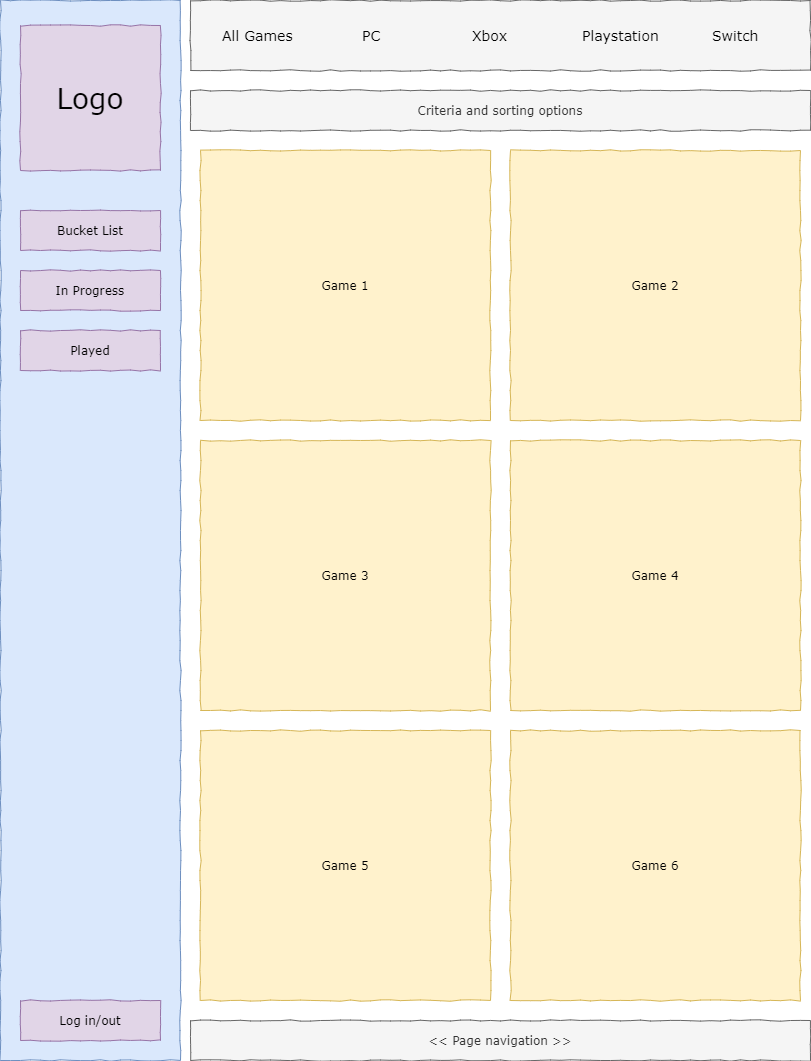 Logo
Bucket List
In Progress
Played
Log in/out
All Games PC Xbox Playstation Switch
Criteria and sorting options
Game 1
Game 2
Game 3
Game 4
Game 5
Game 6
<< Page navigation >>